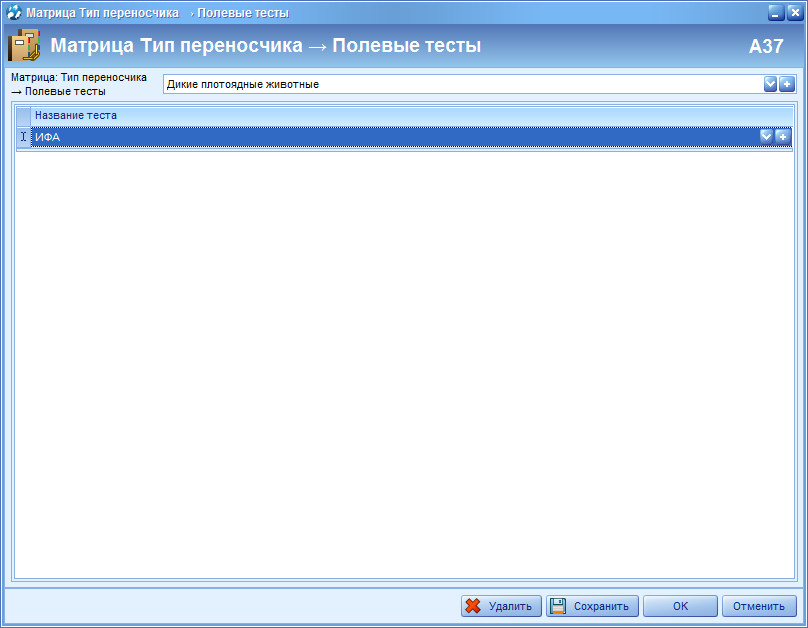 Матрица Тип переносчика → Полевые тесты
Матрица Тип переносчика → Полевые тесты
A37
Матрица: Тип переносчика
→ Полевые тесты
Дикие плотоядные животные
Название теста
ИФА
Удалить
Сохранить
ОК
Отменить